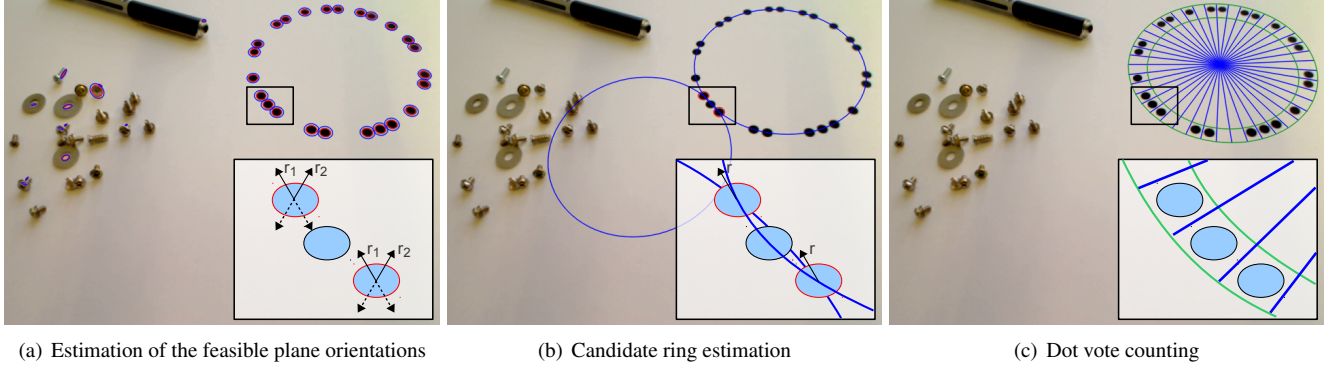 r1 r2
r1 r2
r
r
(a) Estimation of the feasible plane orientations
(b) Candidate ring estimation
(c) Dot vote counting